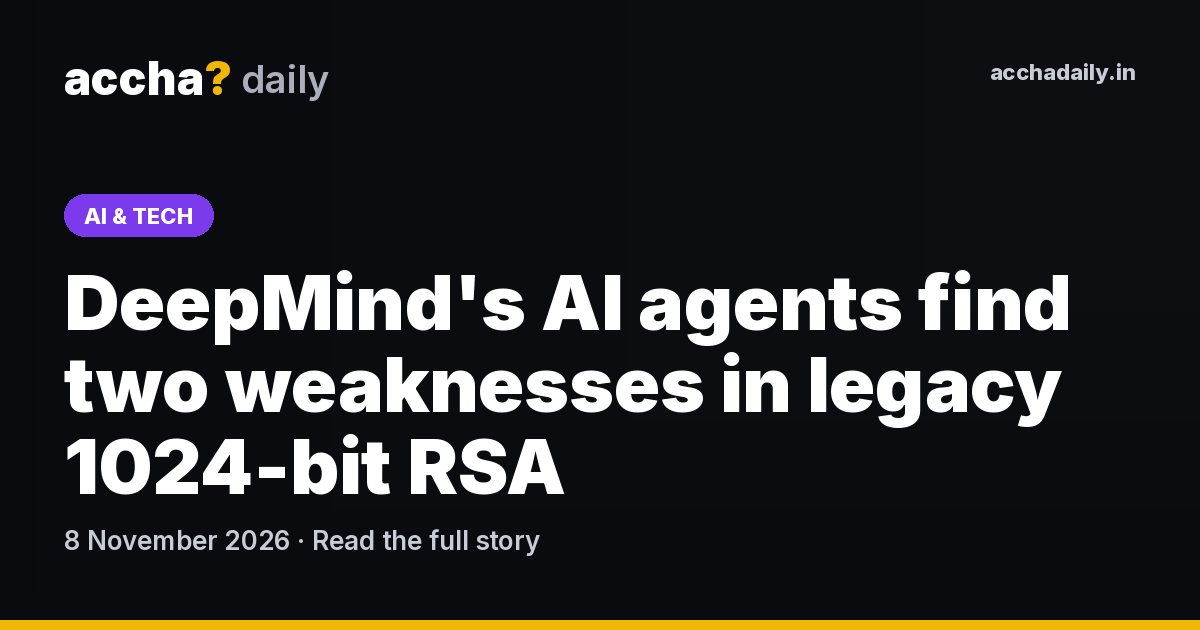 accha? daily
acchadaily.in
AI & TECH
DeepMind's AI agents find
two weaknesses in legacy
1024-bit RSA
8 November 2026 · Read the full story